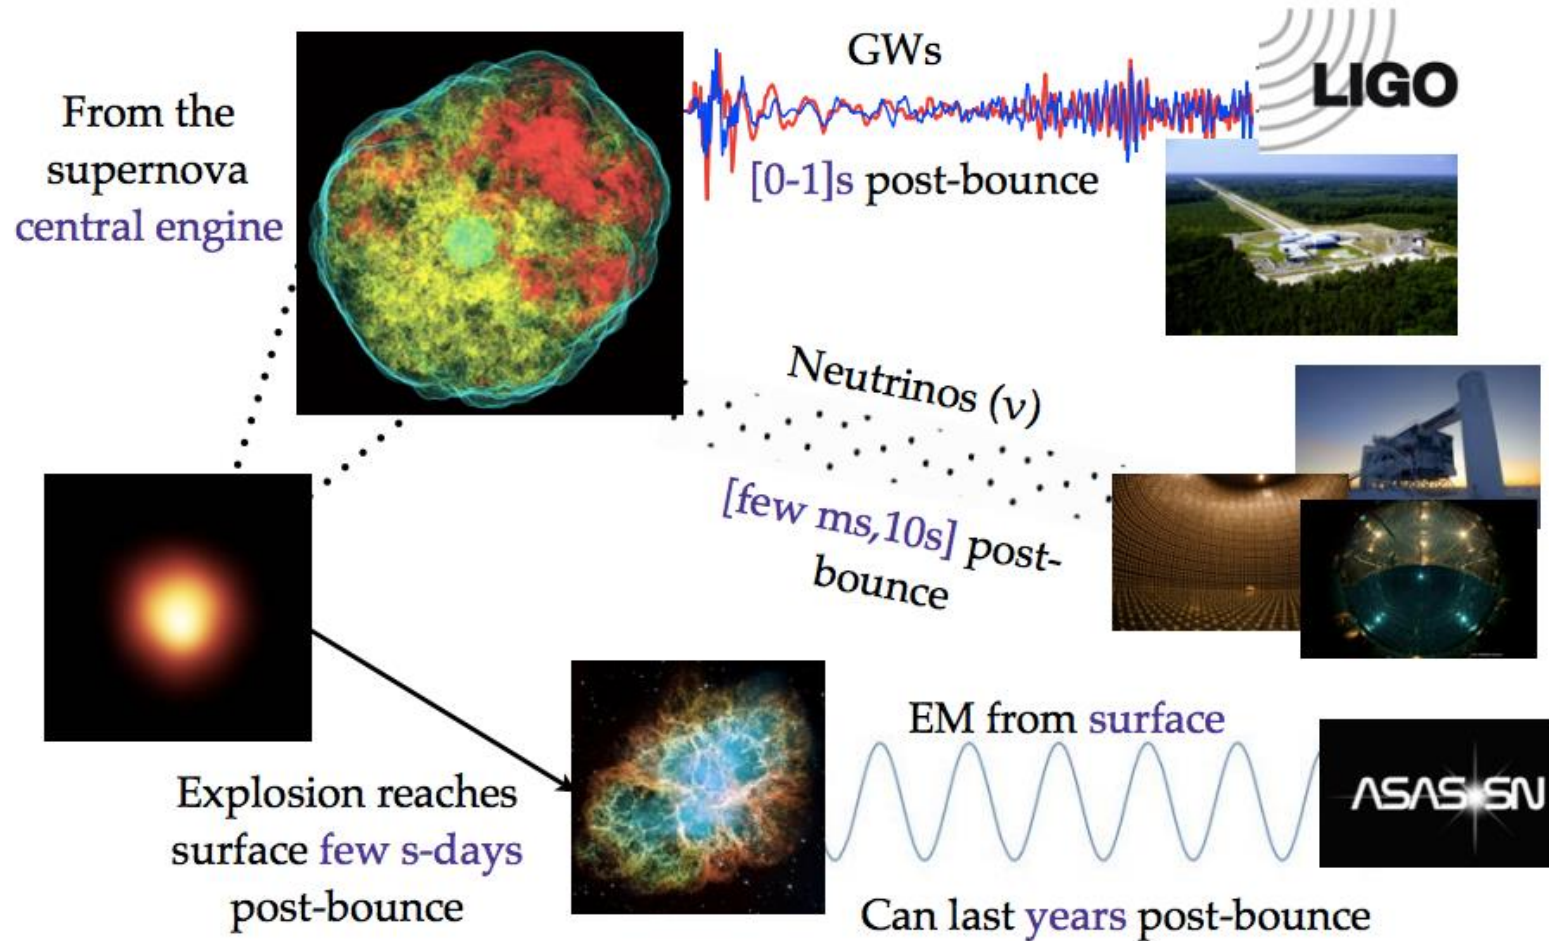 From the
supernova
central engine
GWs
LIGO
[0-1]s post-bounce
Neutrinos (ν)
[few ms,10s] post-
bounce
EM from surface
ASAS-SN
Explosion reaches
surface few s-days
post-bounce
Can last years post-bounce